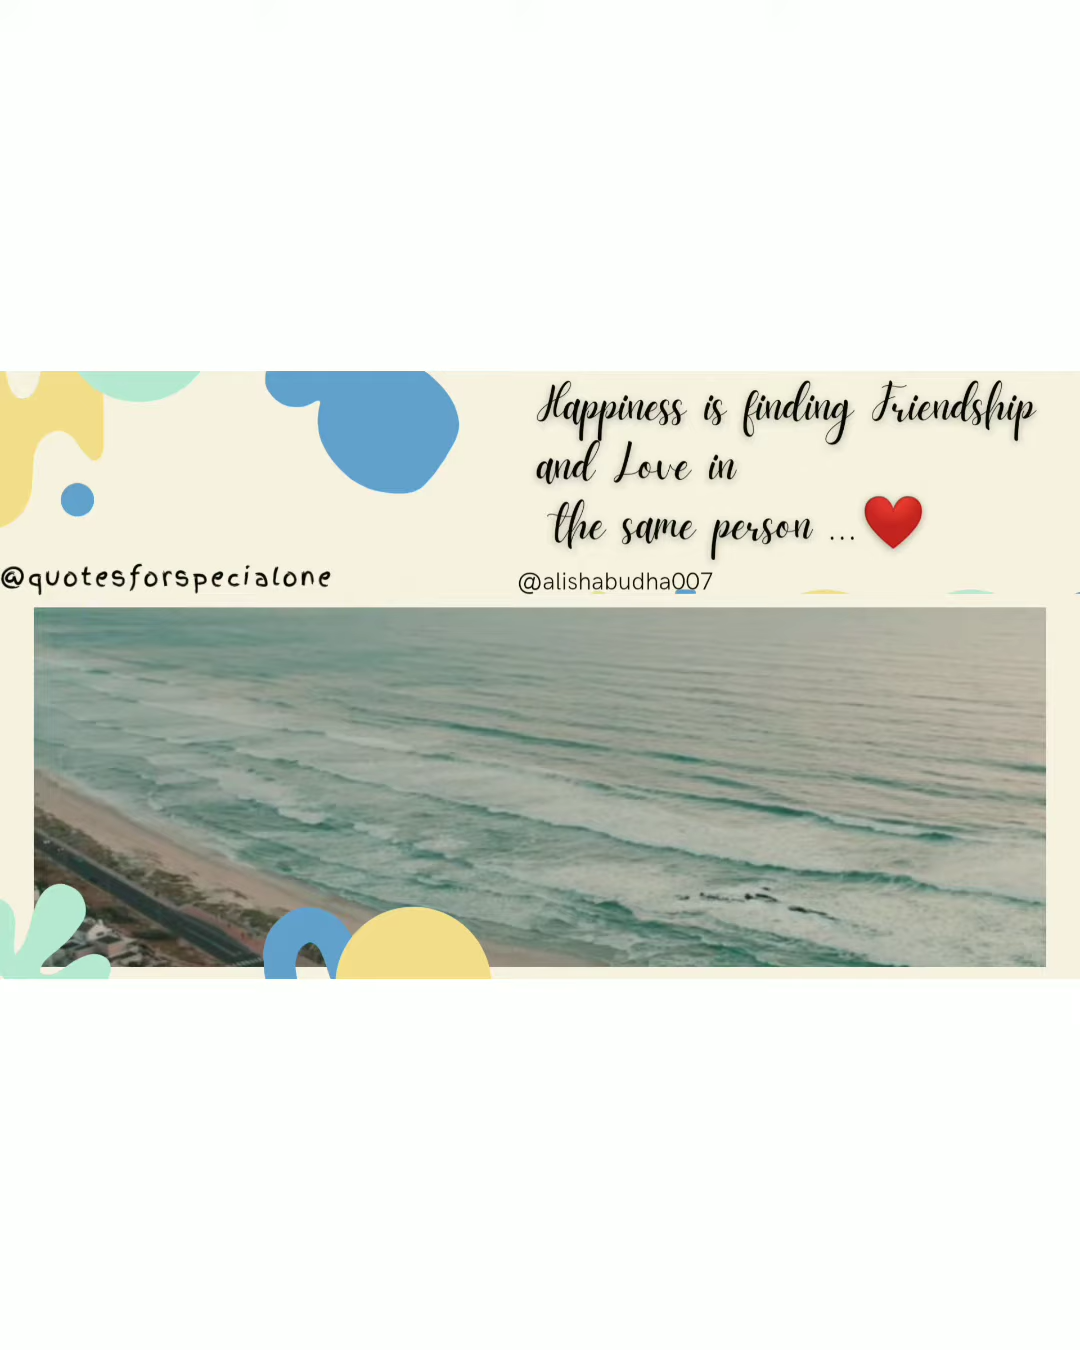 Happiness is finding Friendship
and Love in
the same person ...❤️
@quotesforspecialone
@alishabudha007